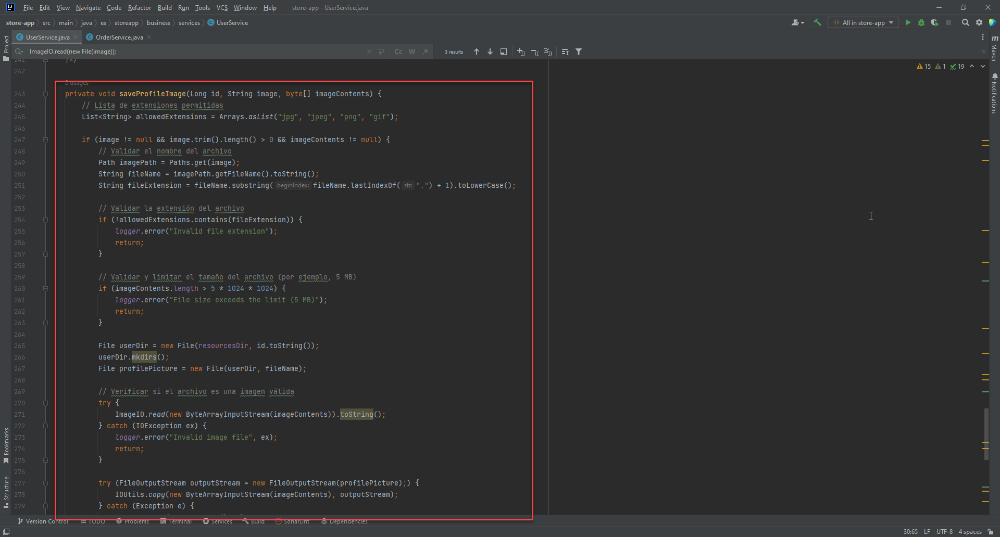 File Edit View Navigate Code Refactor Build Run Tools VCS Window Help store-app - UserService.java
store-app src main java es storeapp business services UserService All in store-app
UserService.java OrderService.java
ImageIO.read(new File(image)); Cc W .* 3 results
241 }*/
242
15 1 19
2 usages
243 private void saveProfileImage(Long id, String image, byte[] imageContents) {
244 // Lista de extensiones permitidas
245 List<String> allowedExtensions = Arrays.asList("jpg", "jpeg", "png", "gif");
246
247 if (image != null && image.trim().length() > 0 && imageContents != null) {
248 // Validar el nombre del archivo
249 Path imagePath = Paths.get(image);
250 String fileName = imagePath.getFileName().toString();
251 String fileExtension = fileName.substring( beginIndex: fileName.lastIndexOf( str: ".") + 1).toLowerCase();
252
253 // Validar la extensión del archivo
254 if (!allowedExtensions.contains(fileExtension)) {
255 logger.error("Invalid file extension");
256 return;
257 }
258
259 // Validar y limitar el tamaño del archivo (por ejemplo, 5 MB)
260 if (imageContents.length > 5 * 1024 * 1024) {
261 logger.error("File size exceeds the limit (5 MB)");
262 return;
263 }
264
265 File userDir = new File(resourcesDir, id.toString());
266 userDir.mkdirs();
267 File profilePicture = new File(userDir, fileName);
268
269 // Verificar si el archivo es una imagen válida
270 try {
271 ImageIO.read(new ByteArrayInputStream(imageContents)).toString();
272 } catch (IOException ex) {
273 logger.error("Invalid image file", ex);
274 return;
275 }
276
277 try (FileOutputStream outputStream = new FileOutputStream(profilePicture);) {
278 IOUtils.copy(new ByteArrayInputStream(imageContents), outputStream);
279 } catch (Exception e) {
Project
Bookmarks
Structure
m Maven
Notifications
Version Control TODO Problems Terminal Services Build SonarLint Dependencies
30:65 LF UTF-8 4 spaces